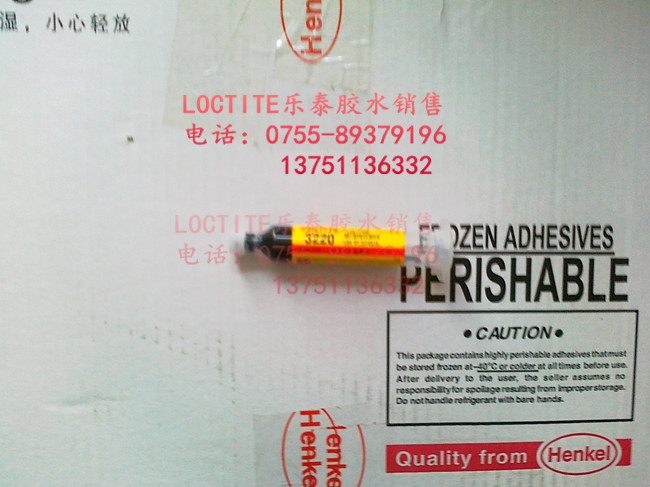 湿，小心轻放
Henkel
LOCTITE乐泰胶水销售
电话：0755-89379196
13751136332
LOCTITE乐泰胶水销售
3220
电话：0755-89379196
13751136332
OZEN ADHESIVES
PERISHABLE
• CAUTION •
This package contains highly perishable adhesives that must
be stored frozen at -40°C or colder at all times before use.
After delivery to the user, the seller assumes no
responsibility for spoilage resulting from improper storage.
Do not handle refrigerant with bare hands.
Quality from Henkel
Henkel
Henkel